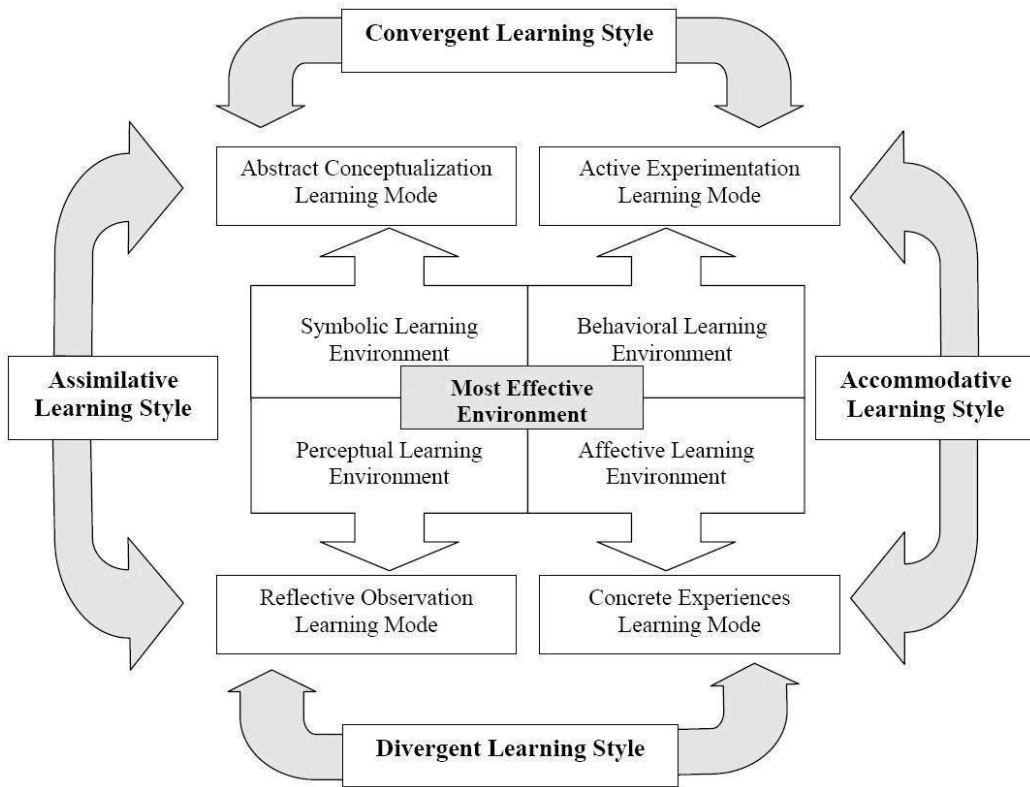 Convergent Learning Style
Abstract Conceptualization
Learning Mode
Active Experimentation
Learning Mode
Symbolic Learning
Environment
Behavioral Learning
Environment
Assimilative
Learning Style
Most Effective
Environment
Accommodative
Learning Style
Perceptual Learning
Environment
Affective Learning
Environment
Reflective Observation
Learning Mode
Concrete Experiences
Learning Mode
Divergent Learning Style